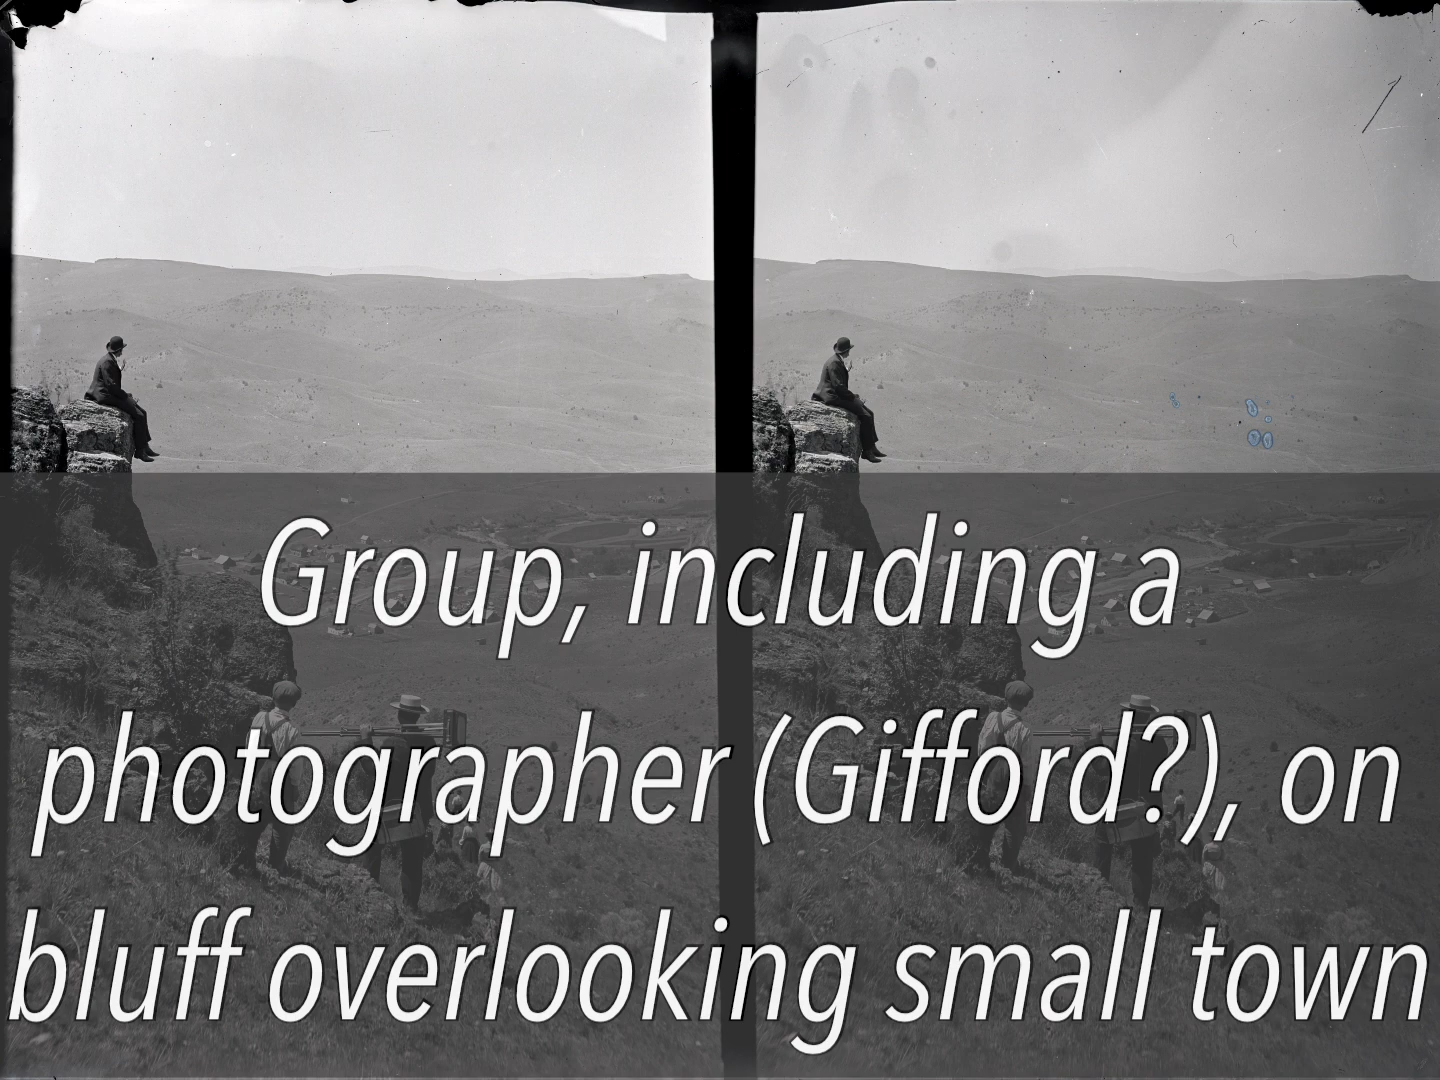 Group, including a
photographer (Gifford?), on
bluff overlooking small town